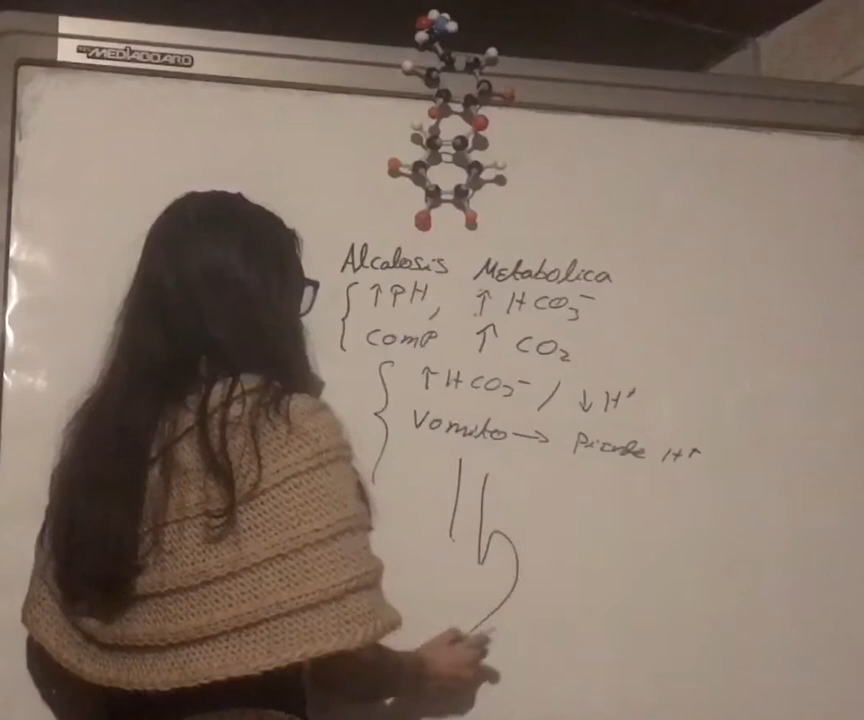 MEDIABOARD
Alcalosis Metabolica
↑PH, ↑ HCO₃⁻
comp ↑ CO₂
↑HCO₃⁻ / ↓ H⁺
Vomito → Pierde H⁺